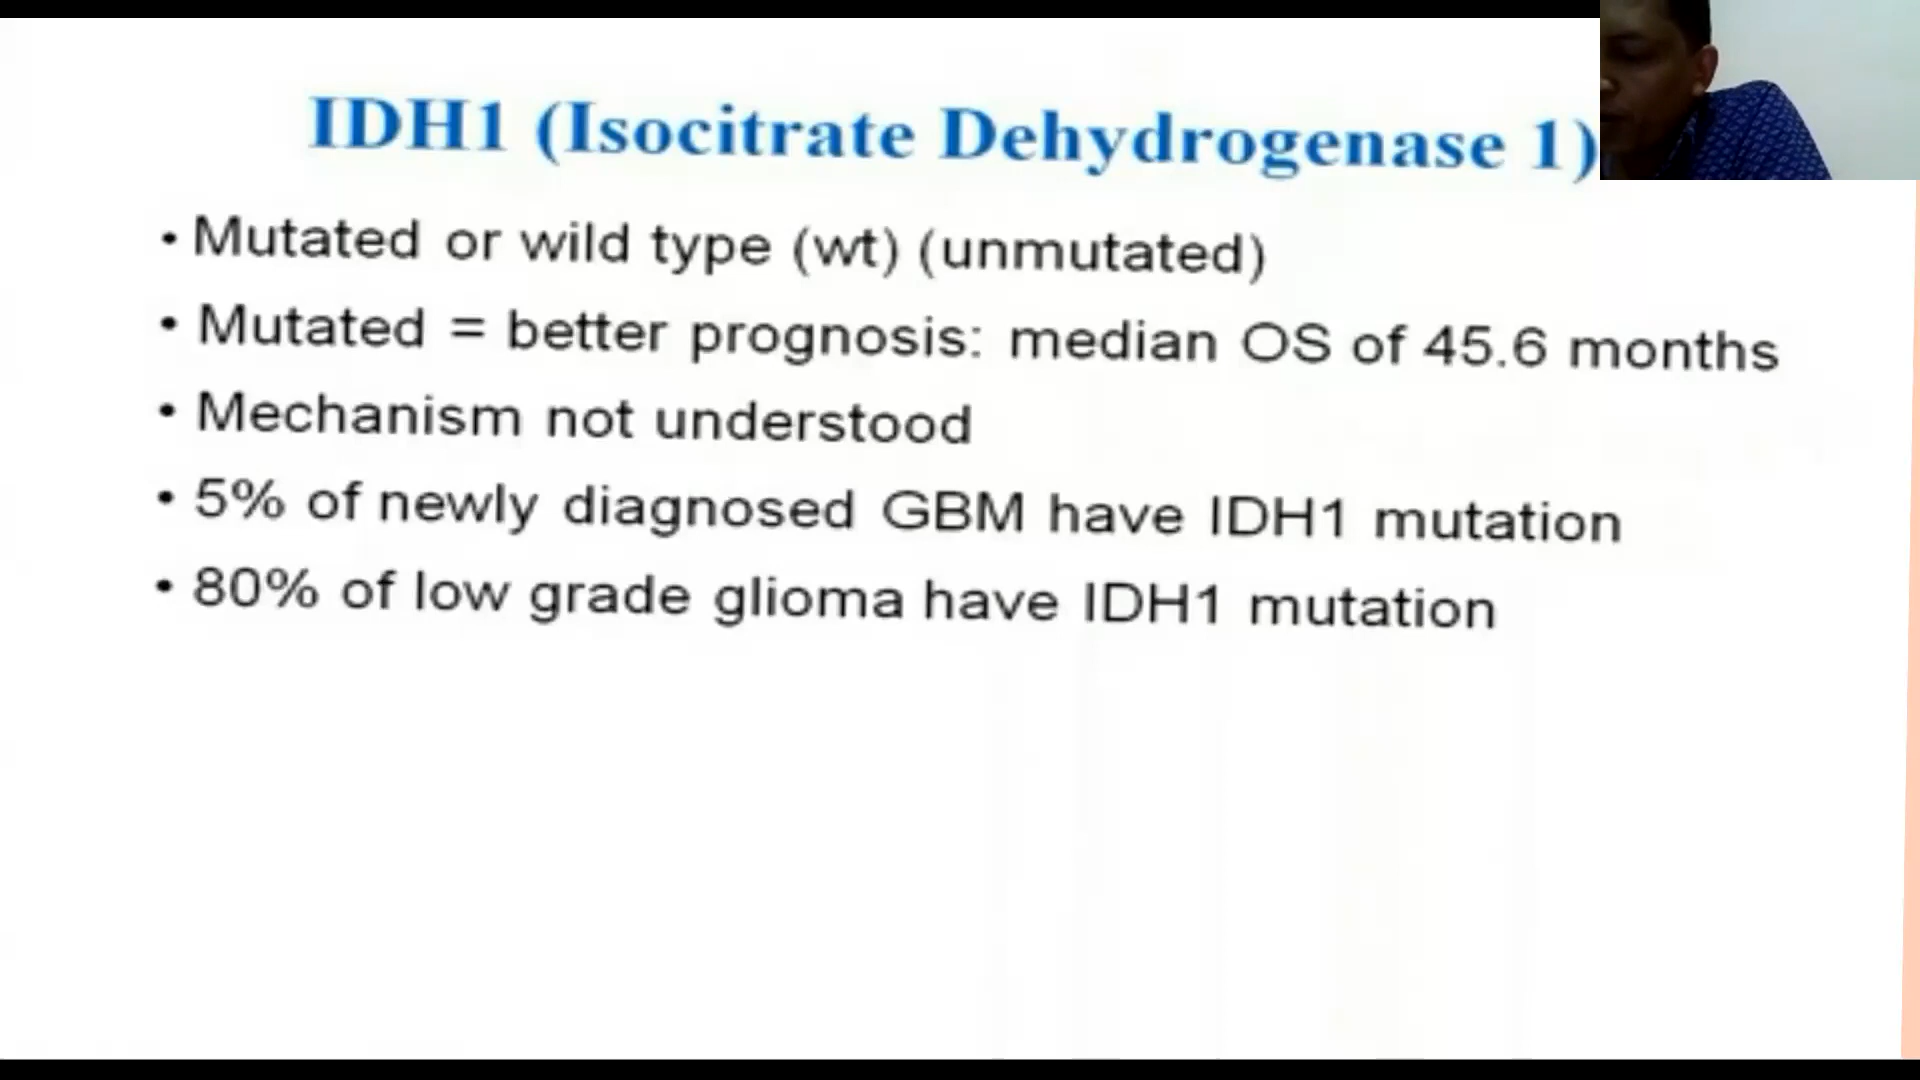 IDH1 (Isocitrate Dehydrogenase 1)
• Mutated or wild type (wt) (unmutated)
• Mutated = better prognosis: median OS of 45.6 months
• Mechanism not understood
• 5% of newly diagnosed GBM have IDH1 mutation
• 80% of low grade glioma have IDH1 mutation